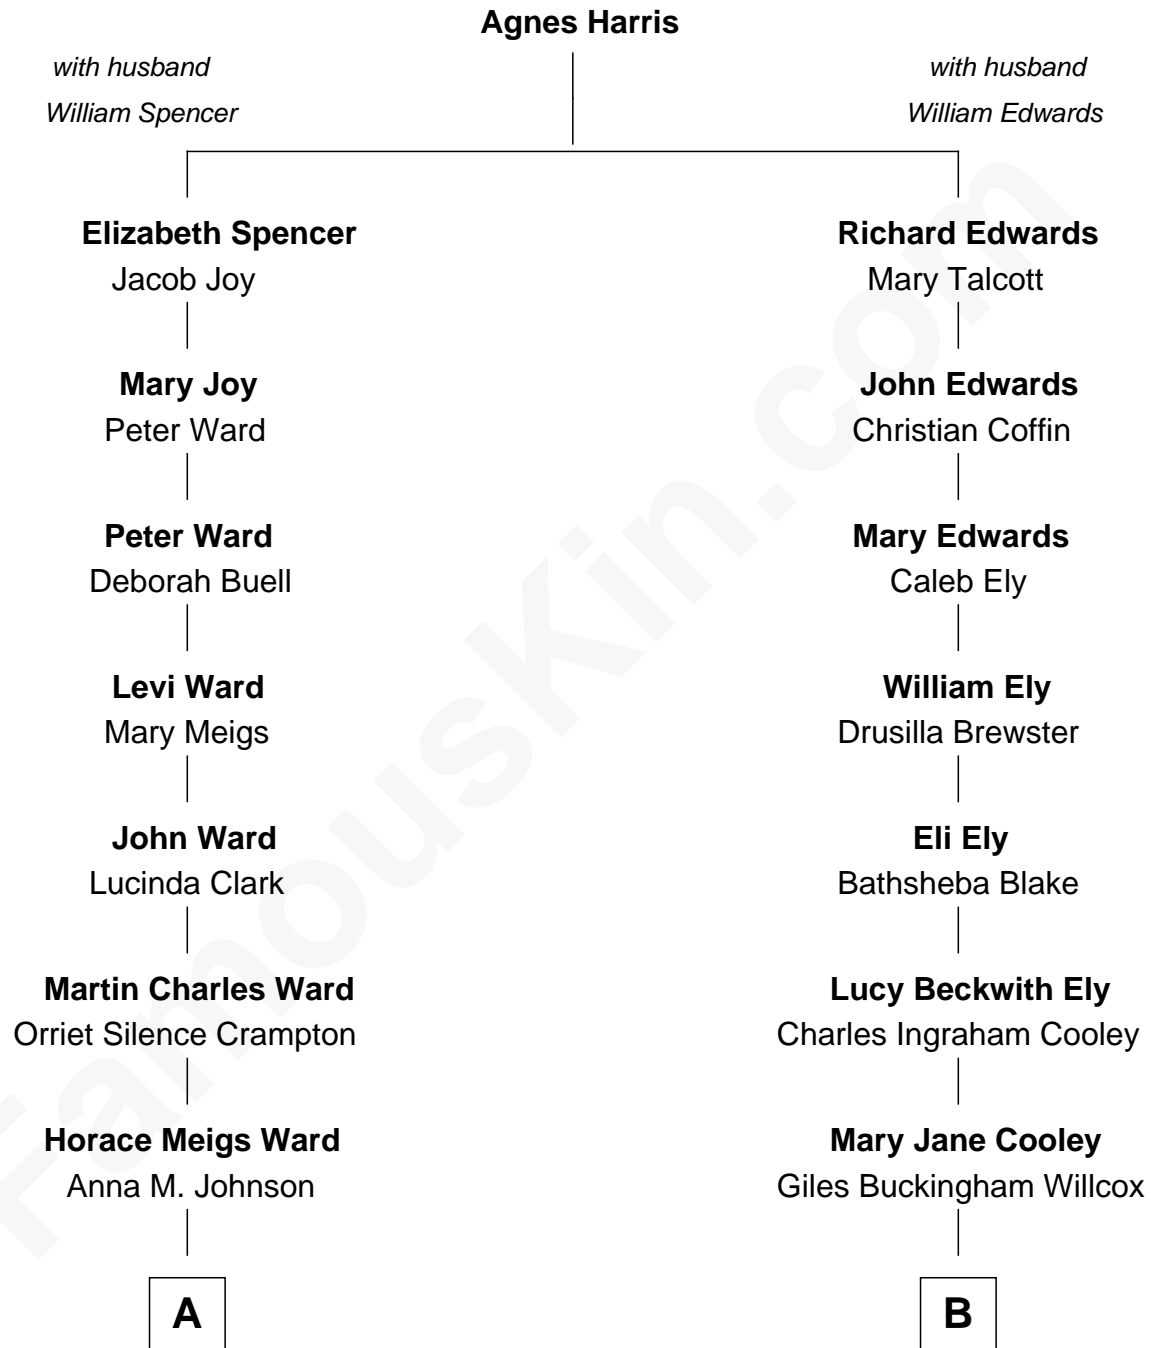 Agnes Harris
with husband
William Spencer
with husband
William Edwards
Elizabeth Spencer
Jacob Joy
Richard Edwards
Mary Talcott
Mary Joy
Peter Ward
John Edwards
Christian Coffin
Peter Ward
Deborah Buell
Mary Edwards
Caleb Ely
Levi Ward
Mary Meigs
William Ely
Drusilla Brewster
John Ward
Lucinda Clark
Eli Ely
Bathsheba Blake
Martin Charles Ward
Orriet Silence Crampton
Lucy Beckwith Ely
Charles Ingraham Cooley
Horace Meigs Ward
Anna M. Johnson
Mary Jane Cooley
Giles Buckingham Willcox
A
B
FamousKin.com